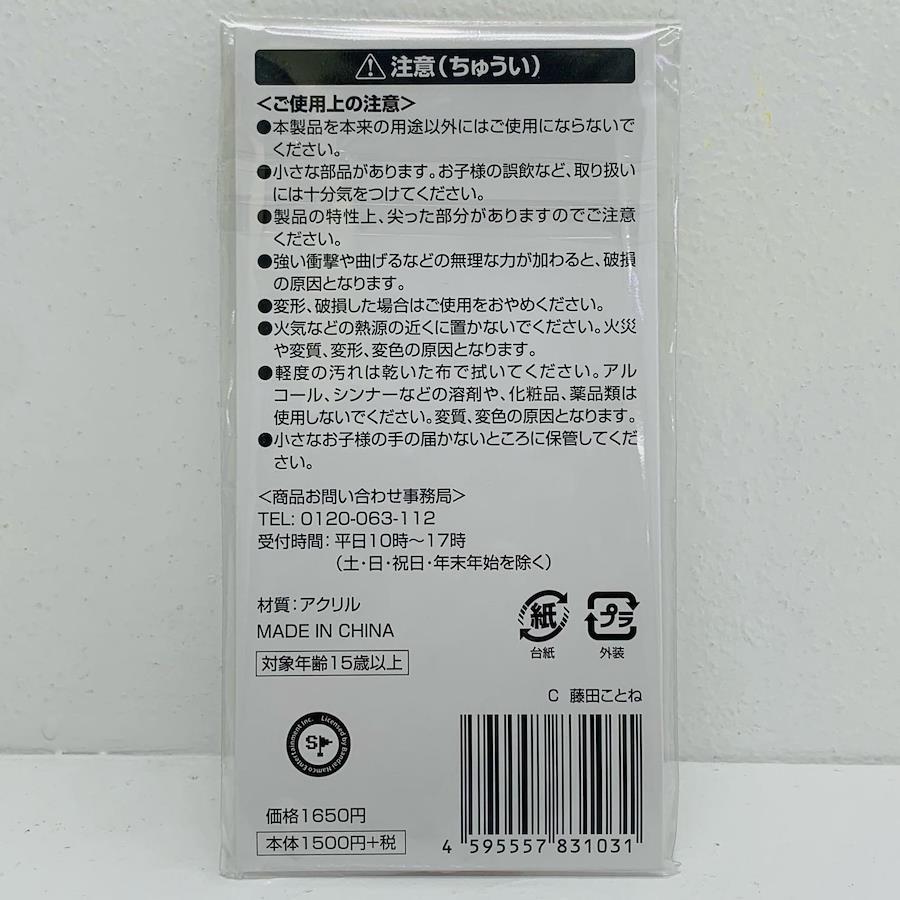 注意(ちゅうい)
<ご使用上の注意>
●本製品を本来の用途以外にはご使用にならないで
ください。
●小さな部品があります。お子様の誤飲など、取り扱い
には十分気をつけてください。
●製品の特性上、尖った部分がありますのでご注意
ください。
●強い衝撃や曲げるなどの無理な力が加わると、破損
の原因となります。
●変形、破損した場合はご使用をおやめください。
●火気などの熱源の近くに置かないでください。火災
や変質、変形、変色の原因となります。
●軽度の汚れは乾いた布で拭いてください。アル
コール、シンナーなどの溶剤や、化粧品、薬品類は
使用しないでください。変質、変色の原因となります。
●小さなお子様の手の届かないところに保管してくだ
さい。
<商品お問い合わせ事務局>
TEL: 0120-063-112
受付時間: 平日10時~17時
(土・日・祝日・年末年始を除く)
材質:アクリル
MADE IN CHINA
対象年齢15歳以上
紙
台紙
プラ
外装
C 藤田ことね
Licensed by Bandai Namco Entertainment Inc.
SP
価格1650円
本体1500円+税
4 595557 831031